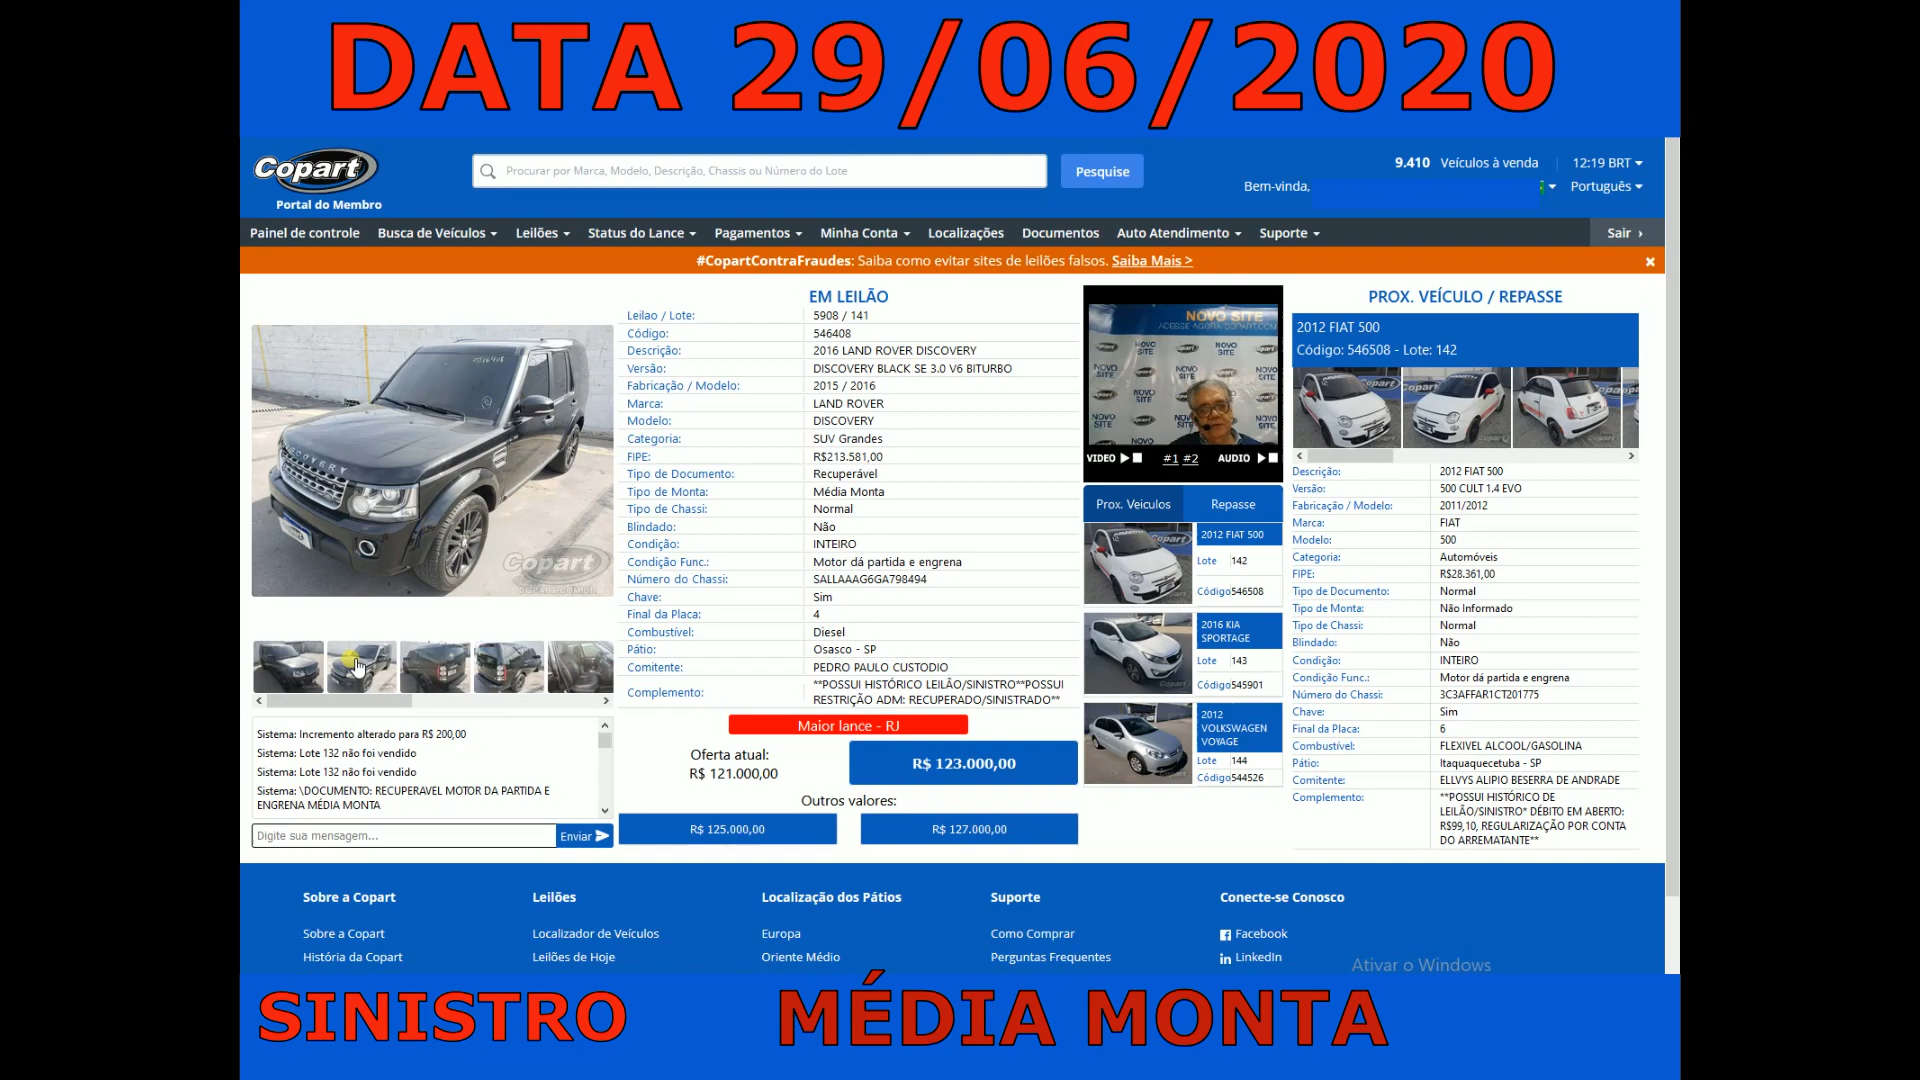 DATA 29/06/2020
Copart
Portal do Membro
Procurar por Marca, Modelo, Descrição, Chassis ou Número do Lote
Pesquise
9.410 Veículos à venda
12:19 BRT
Bem-vinda,
Português
Painel de controle
Busca de Veículos
Leilões
Status do Lance
Pagamentos
Minha Conta
Localizações
Documentos
Auto Atendimento
Suporte
Sair
#CopartContraFraudes: Saiba como evitar sites de leilões falsos. Saiba Mais >
DISCOVERY
Copart
Sistema: Incremento alterado para R$ 200,00
Sistema: Lote 132 não foi vendido
Sistema: Lote 132 não foi vendido
Sistema: \DOCUMENTO: RECUPERAVEL MOTOR DA PARTIDA E
ENGRENA MÉDIA MONTA
Digite sua mensagem...
Enviar
EM LEILÃO
Leilao / Lote: 5908 / 141
Código: 546408
Descrição: 2016 LAND ROVER DISCOVERY
Versão: DISCOVERY BLACK SE 3.0 V6 BITURBO
Fabricação / Modelo: 2015 / 2016
Marca: LAND ROVER
Modelo: DISCOVERY
Categoria: SUV Grandes
FIPE: R$213.581,00
Tipo de Documento: Recuperável
Tipo de Monta: Média Monta
Tipo de Chassi: Normal
Blindado: Não
Condição: INTEIRO
Condição Func.: Motor dá partida e engrena
Número do Chassi: SALLAAAG6GA798494
Chave: Sim
Final da Placa: 4
Combustível: Diesel
Pátio: Osasco - SP
Comitente: PEDRO PAULO CUSTODIO
Complemento: **POSSUI HISTÓRICO LEILÃO/SINISTRO**POSSUI
RESTRIÇÃO ADM: RECUPERADO/SINISTRADO**
Maior lance - RJ
Oferta atual:
R$ 121.000,00
R$ 123.000,00
Outros valores:
R$ 125.000,00
R$ 127.000,00
NOVO SITE
ACESSE AGORA COPART.COM
NOVO SITE
VIDEO
#1 #2
AUDIO
Prox. Veiculos
Repasse
2012 FIAT 500
Lote 142
Código 546508
2016 KIA
SPORTAGE
Lote 143
Código 545901
2012
VOLKSWAGEN
VOYAGE
Lote 144
Código 544526
PROX. VEÍCULO / REPASSE
2012 FIAT 500
Código: 546508 - Lote: 142
Descrição: 2012 FIAT 500
Versão: 500 CULT 1.4 EVO
Fabricação / Modelo: 2011/2012
Marca: FIAT
Modelo: 500
Categoria: Automóveis
FIPE: R$28.361,00
Tipo de Documento: Normal
Tipo de Monta: Não Informado
Tipo de Chassi: Normal
Blindado: Não
Condição: INTEIRO
Condição Func.: Motor dá partida e engrena
Número do Chassi: 3C3AFFAR1CT201775
Chave: Sim
Final da Placa: 6
Combustível: FLEXIVEL ALCOOL/GASOLINA
Pátio: Itaquaquecetuba - SP
Comitente: ELLVYS ALIPIO BESERRA DE ANDRADE
Complemento: **POSSUI HISTÓRICO DE
LEILÃO/SINISTRO* DÉBITO EM ABERTO:
R$99,10, REGULARIZAÇÃO POR CONTA
DO ARREMATANTE**
Sobre a Copart
Sobre a Copart
História da Copart
Leilões
Localizador de Veículos
Leilões de Hoje
Localização dos Pátios
Europa
Oriente Médio
Suporte
Como Comprar
Perguntas Frequentes
Conecte-se Conosco
Facebook
LinkedIn
Ativar o Windows
SINISTRO MÉDIA MONTA